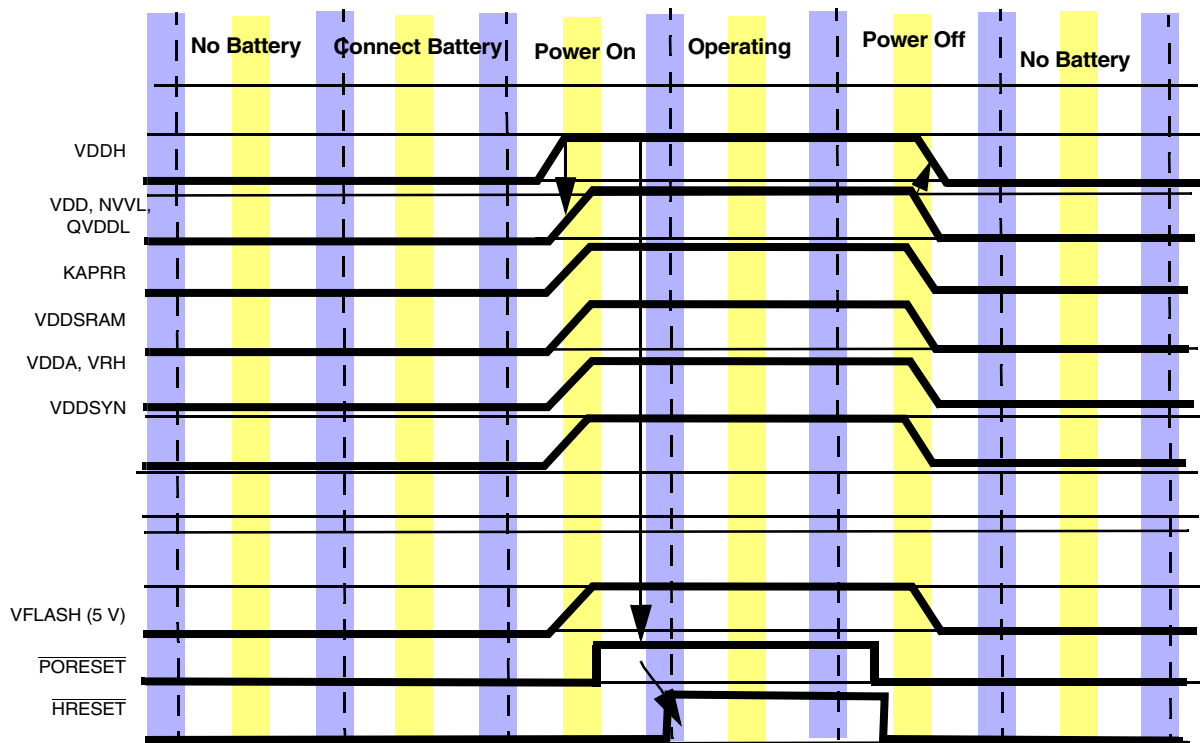 No Battery
Connect Battery
Power On
Operating
Power Off
No Battery
VDDH
VDD, NVVL,
QVDDL
KAPRR
VDDSRAM
VDDA, VRH
VDDSYN
VFLASH (5 V)
PORESET
HRESET